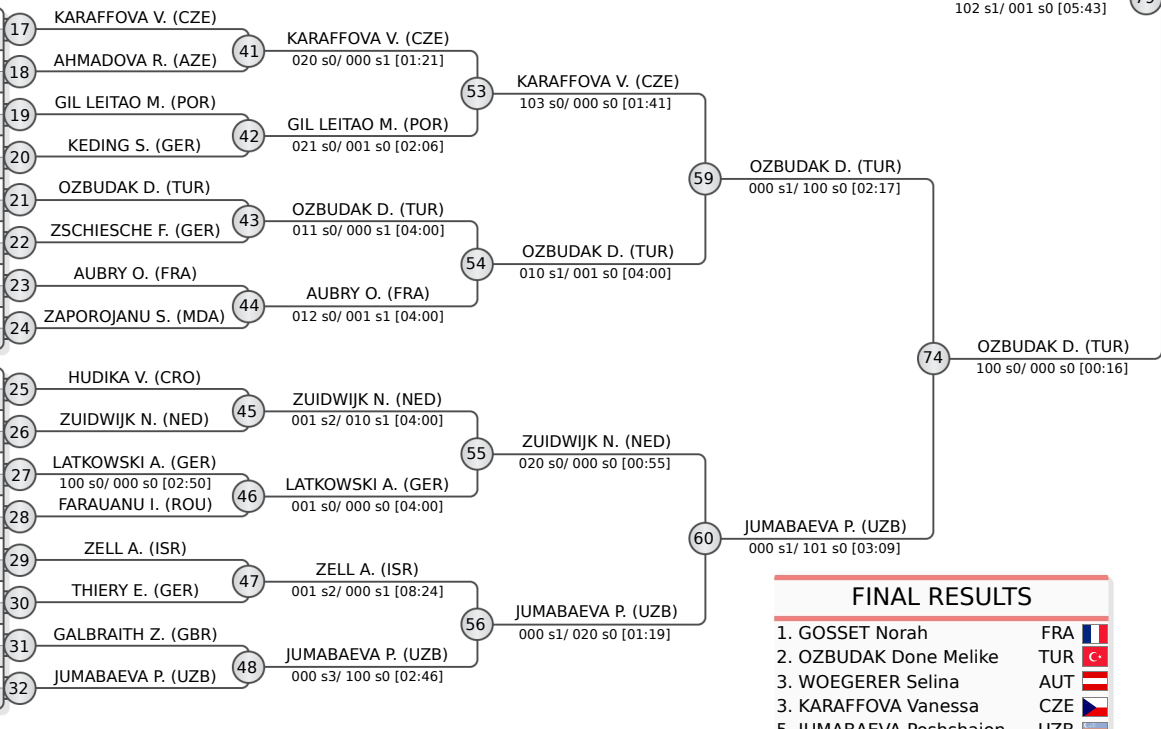 102 s1/ 001 s0 [05:43]
17
KARAFFOVA V. (CZE)
18
AHMADOVA R. (AZE)
19
GIL LEITAO M. (POR)
20
KEDING S. (GER)
21
OZBUDAK D. (TUR)
22
ZSCHIESCHE F. (GER)
23
AUBRY O. (FRA)
24
ZAPOROJANU S. (MDA)
25
HUDIKA V. (CRO)
26
ZUIDWIJK N. (NED)
27
LATKOWSKI A. (GER)
100 s0/ 000 s0 [02:50]
28
FARAUANU I. (ROU)
29
ZELL A. (ISR)
30
THIERY E. (GER)
31
GALBRAITH Z. (GBR)
32
JUMABAEVA P. (UZB)
41
KARAFFOVA V. (CZE)
020 s0/ 000 s1 [01:21]
42
GIL LEITAO M. (POR)
021 s0/ 001 s0 [02:06]
43
OZBUDAK D. (TUR)
011 s0/ 000 s1 [04:00]
44
AUBRY O. (FRA)
012 s0/ 001 s1 [04:00]
45
ZUIDWIJK N. (NED)
001 s2/ 010 s1 [04:00]
46
LATKOWSKI A. (GER)
001 s0/ 000 s0 [04:00]
47
ZELL A. (ISR)
001 s2/ 000 s1 [08:24]
48
JUMABAEVA P. (UZB)
000 s3/ 100 s0 [02:46]
53
KARAFFOVA V. (CZE)
103 s0/ 000 s0 [01:41]
54
OZBUDAK D. (TUR)
010 s1/ 001 s0 [04:00]
55
ZUIDWIJK N. (NED)
020 s0/ 000 s0 [00:55]
56
JUMABAEVA P. (UZB)
000 s1/ 020 s0 [01:19]
59
OZBUDAK D. (TUR)
000 s1/ 100 s0 [02:17]
60
JUMABAEVA P. (UZB)
000 s1/ 101 s0 [03:09]
74
OZBUDAK D. (TUR)
100 s0/ 000 s0 [00:16]
FINAL RESULTS
1. GOSSET Norah FRA
2. OZBUDAK Done Melike TUR
3. WOEGERER Selina AUT
3. KARAFFOVA Vanessa CZE
5. JUMABAEVA UZB